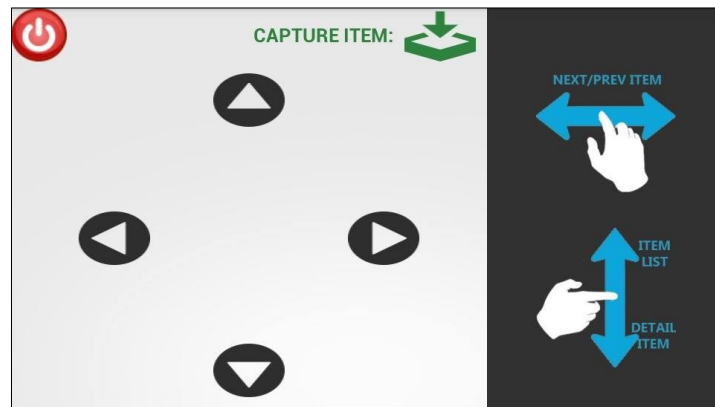 CAPTURE ITEM:
NEXT/PREV ITEM
ITEM
LIST
DETAIL
ITEM